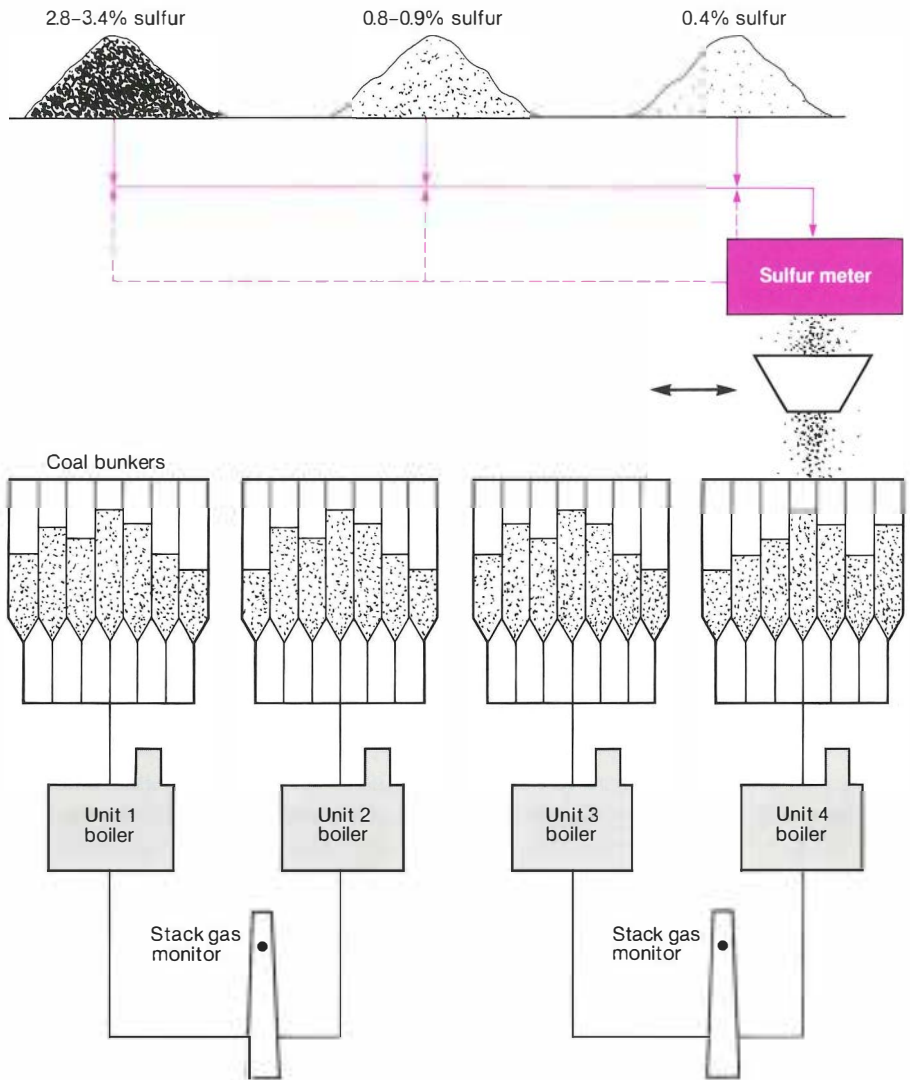 2.8–3.4% sulfur
0.8–0.9% sulfur
0.4% sulfur
Sulfur meter
Coal bunkers
Unit 1
boiler
Unit 2
boiler
Unit 3
boiler
Unit 4
boiler
Stack gas
monitor
Stack gas
monitor